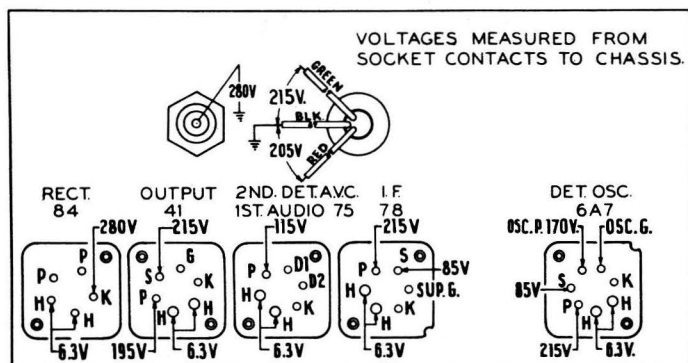 VOLTAGES MEASURED FROM
SOCKET CONTACTS TO CHASSIS.
280V
GREEN
215V.
BLK.
205V
RED
RECT.
84
OUTPUT
41
2ND. DET.A.V.C.
1ST. AUDIO 75
I.F.
78
DET. OSC.
6A7
280V
215V
115V
215V
OSC.P. 170V.
OSC. G.
P
P
H
K
H
6.3V
G
S
K
P
H
H
195V
6.3V
P
D1
D2
H
K
H
6.3V
P
S
85V
H
SUP. G.
K
H
6.3V
85V
S
K
P
H
H
215V
6.3V.